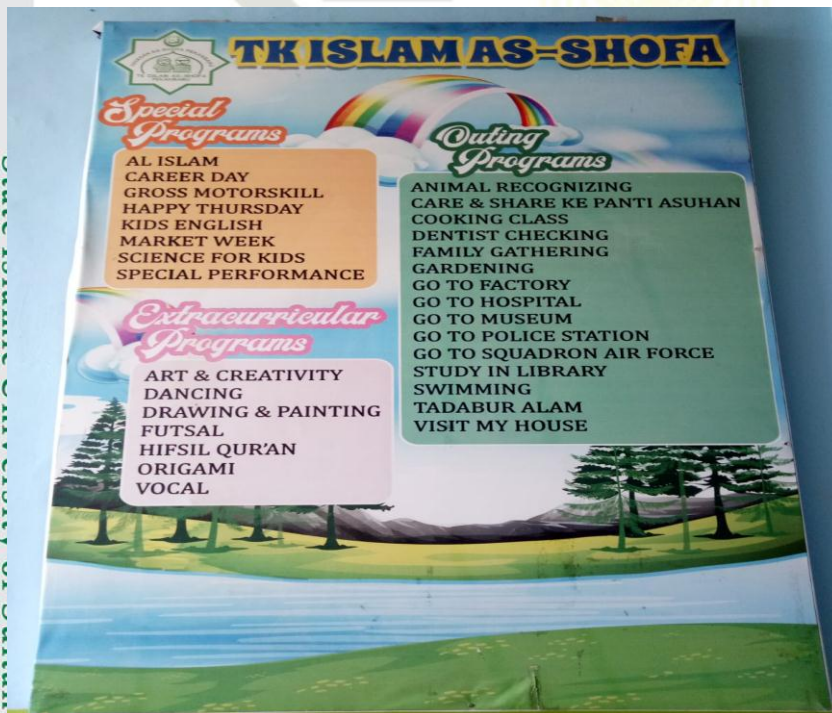 TK ISLAM AS-SHOFA
Special
Programs
AL ISLAM
CAREER DAY
GROSS MOTORSKILL
HAPPY THURSDAY
KIDS ENGLISH
MARKET WEEK
SCIENCE FOR KIDS
SPECIAL PERFORMANCE
Extracurricular
Programs
ART & CREATIVITY
DANCING
DRAWING & PAINTING
FUTSAL
HIFSIL QUR'AN
ORIGAMI
VOCAL
Outing
Programs
ANIMAL RECOGNIZING
CARE & SHARE KE PANTI ASUHAN
COOKING CLASS
DENTIST CHECKING
FAMILY GATHERING
GARDENING
GO TO FACTORY
GO TO HOSPITAL
GO TO MUSEUM
GO TO POLICE STATION
GO TO SQUADRON AIR FORCE
STUDY IN LIBRARY
SWIMMING
TADABUR ALAM
VISIT MY HOUSE